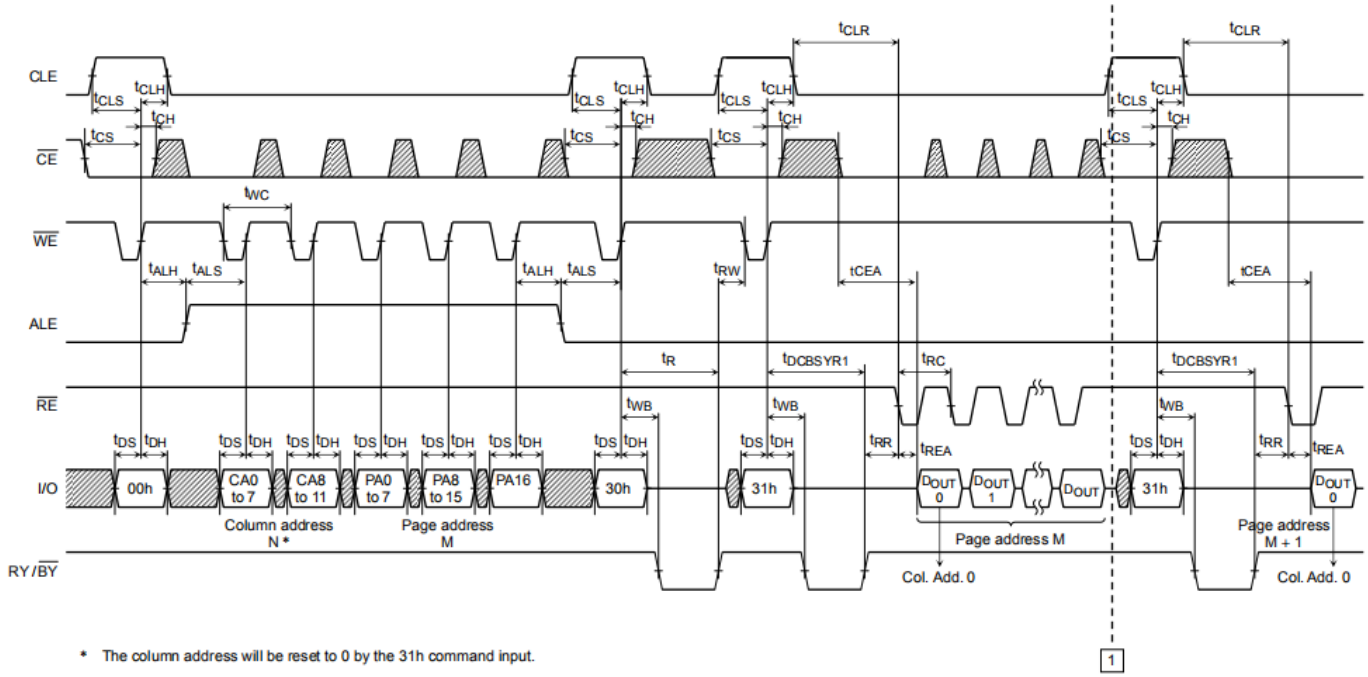 tCLR tCLR
CLE
tCLS tCLH tCLS tCLH tCLS tCLH tCLS tCLH
tCS tCH tCS tCH tCS tCH tCS tCH
CE
tWC
WE
tALH tALS tALH tALS tRW tCEA tCEA
ALE
tR tDCBSYR1 tRC tDCBSYR1
RE
tWB tWB tWB
tDS tDH tDS tDH tDS tDH tDS tDH tDS tDH tDS tDH tDS tDH tDS tDH tRR tREA tDS tDH tRR tREA
I/O 00h CA0 to 7 CA8 to 11 PA0 to 7 PA8 to 15 PA16 30h 31h DOUT 0 DOUT 1 DOUT 31h DOUT 0
Column address N * Page address M Page address M Page address M + 1
RY/BY
Col. Add. 0 Col. Add. 0
* The column address will be reset to 0 by the 31h command input.
1